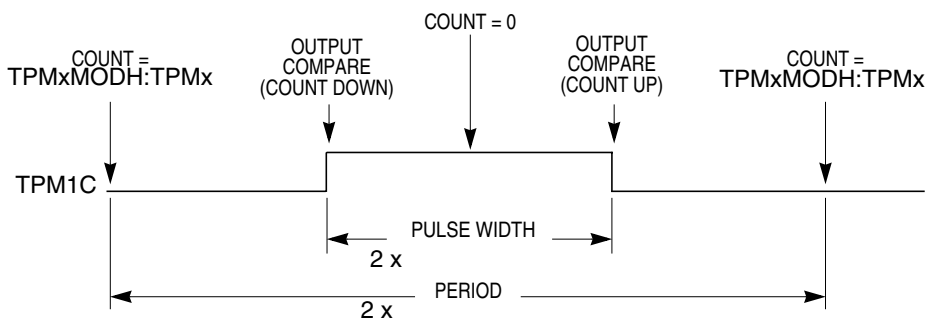 COUNT = 0
COUNT =
TPMxMODH:TPMx
OUTPUT
COMPARE
(COUNT DOWN)
OUTPUT
COMPARE
(COUNT UP)
COUNT =
TPMxMODH:TPMx
TPM1C
PULSE WIDTH
2 x
PERIOD
2 x